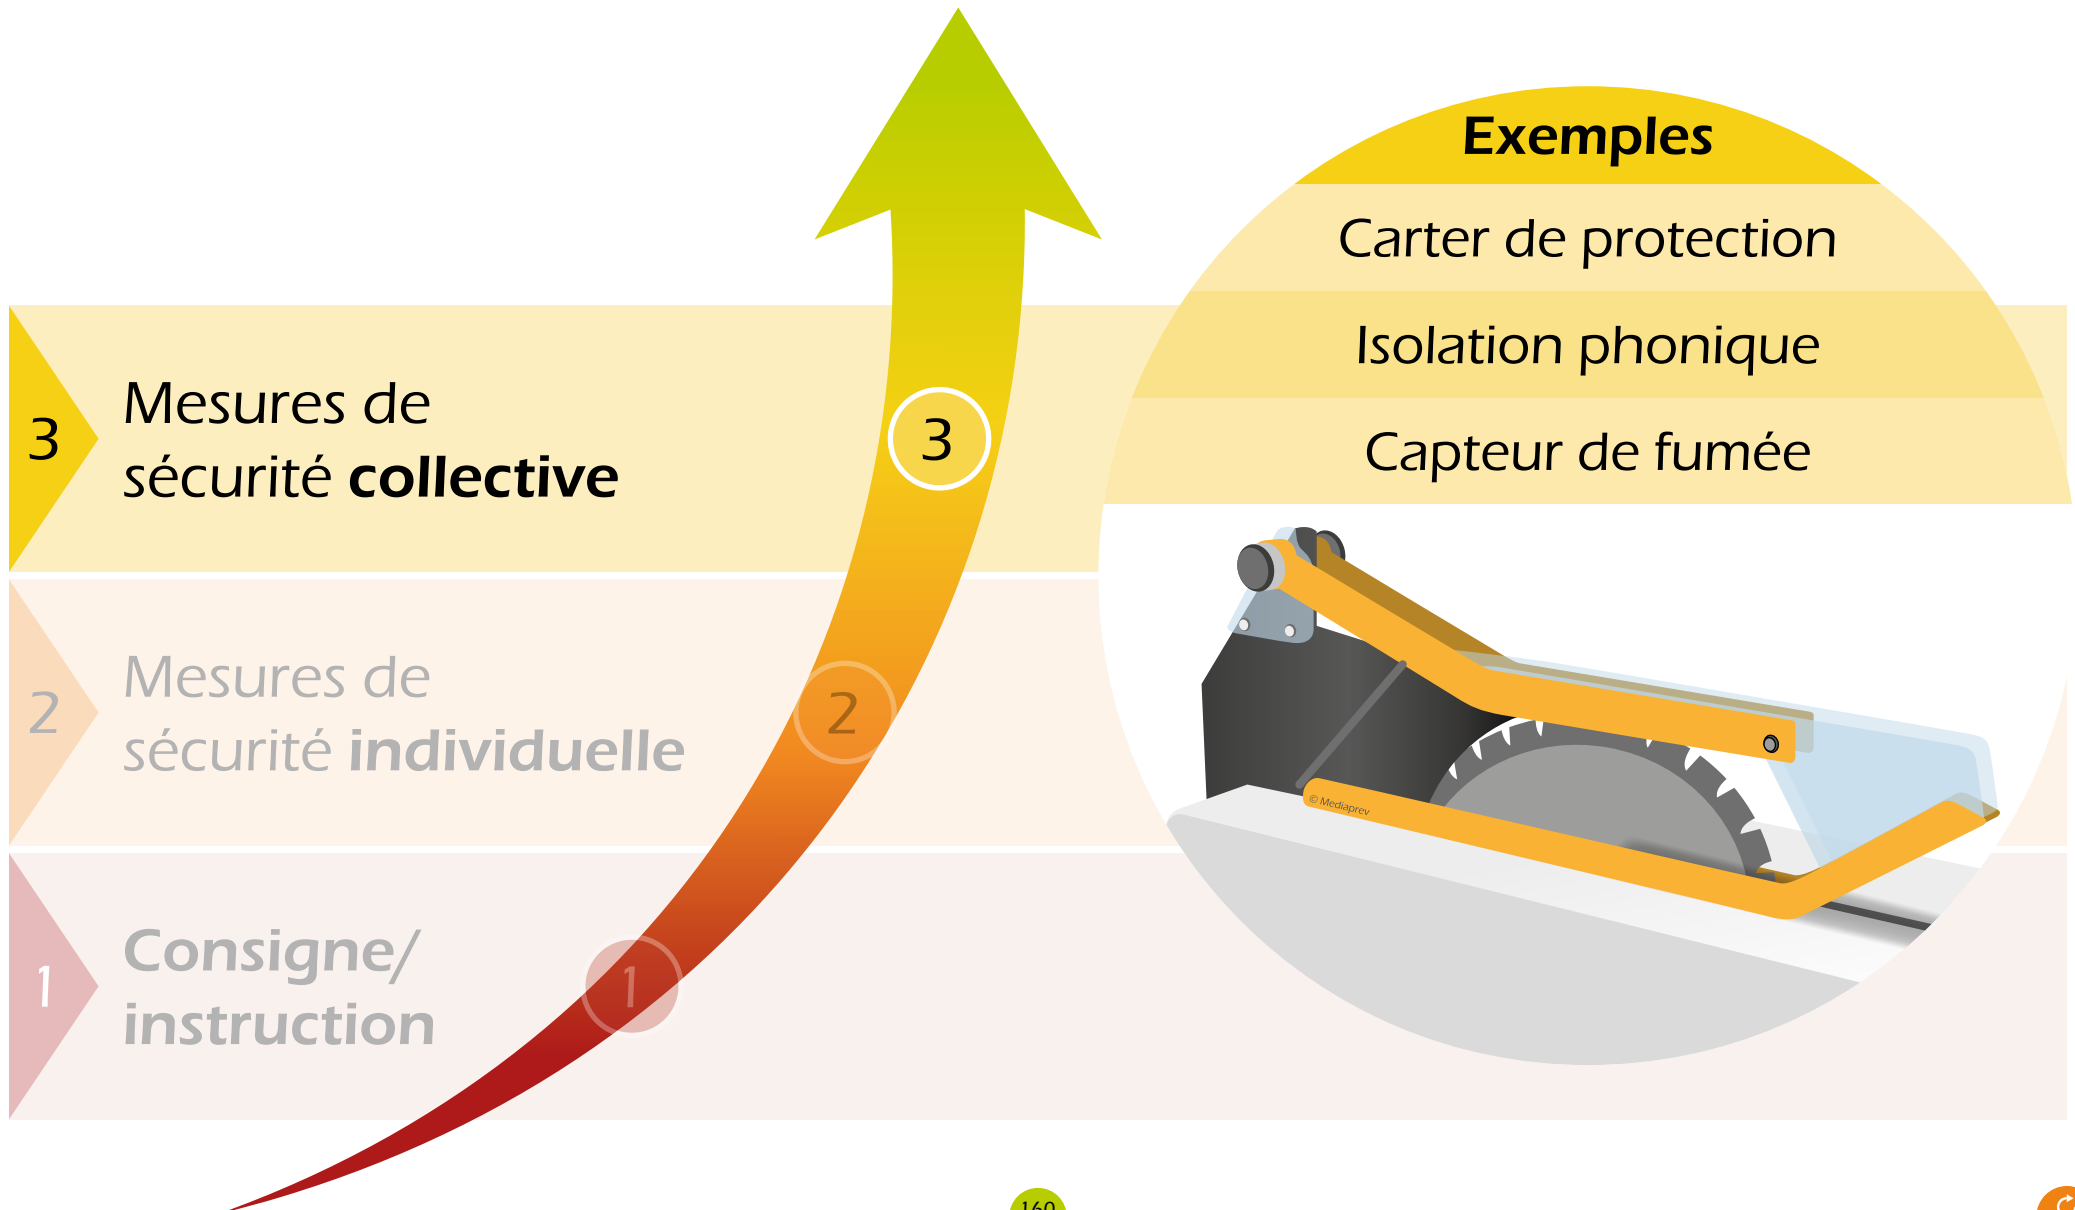 Exemples
Carter de protection
Isolation phonique
Capteur de fumée
3
Mesures de
sécurité collective
3
2
Mesures de
sécurité individuelle
2
1
Consigne/
instruction
1
© Mediaprev
160